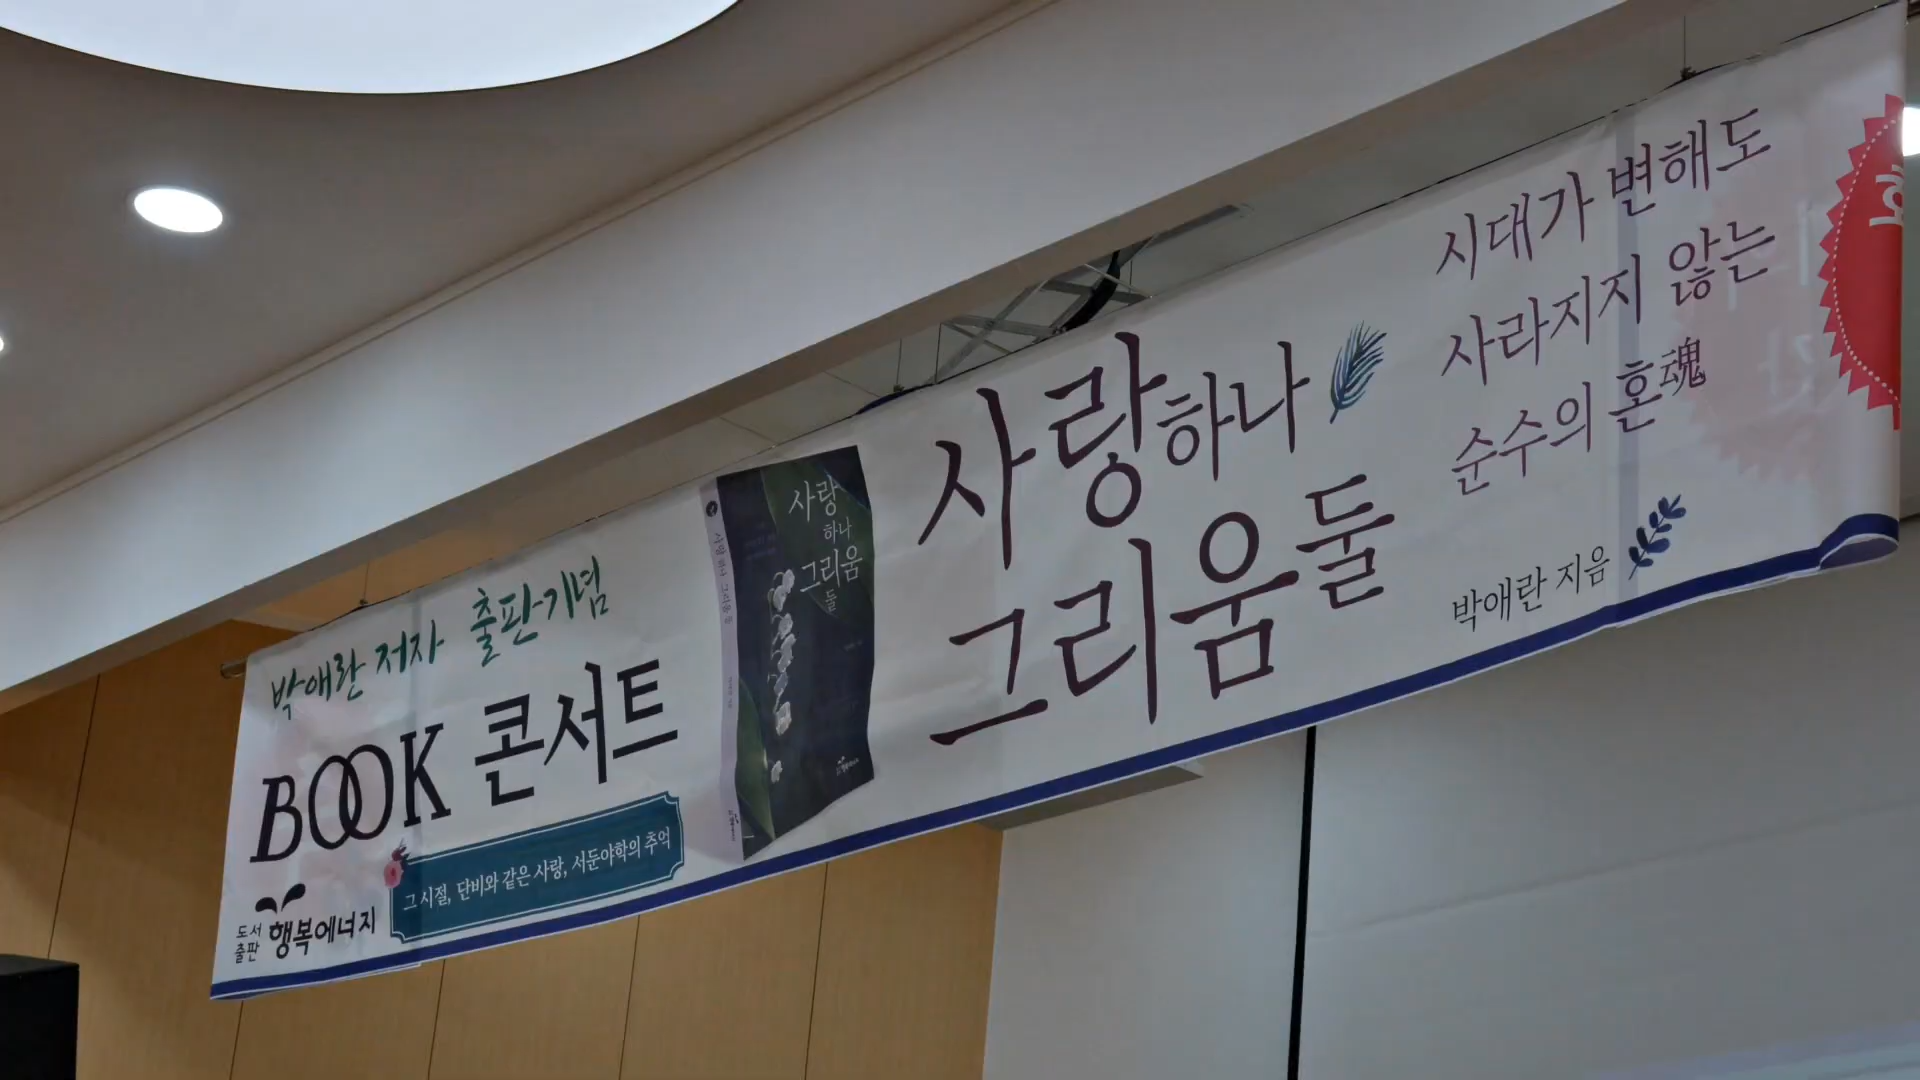 박애란 저자 출판기념
BOOK 콘서트
그 시절, 단비와 같은 사랑, 서둔야학의 추억
도서
출판
행복에너지
사랑
하나
그리움
둘
사랑하나
그리움둘
시대가 변해도
사라지지 않는
순수의 혼魂
박애란 지음